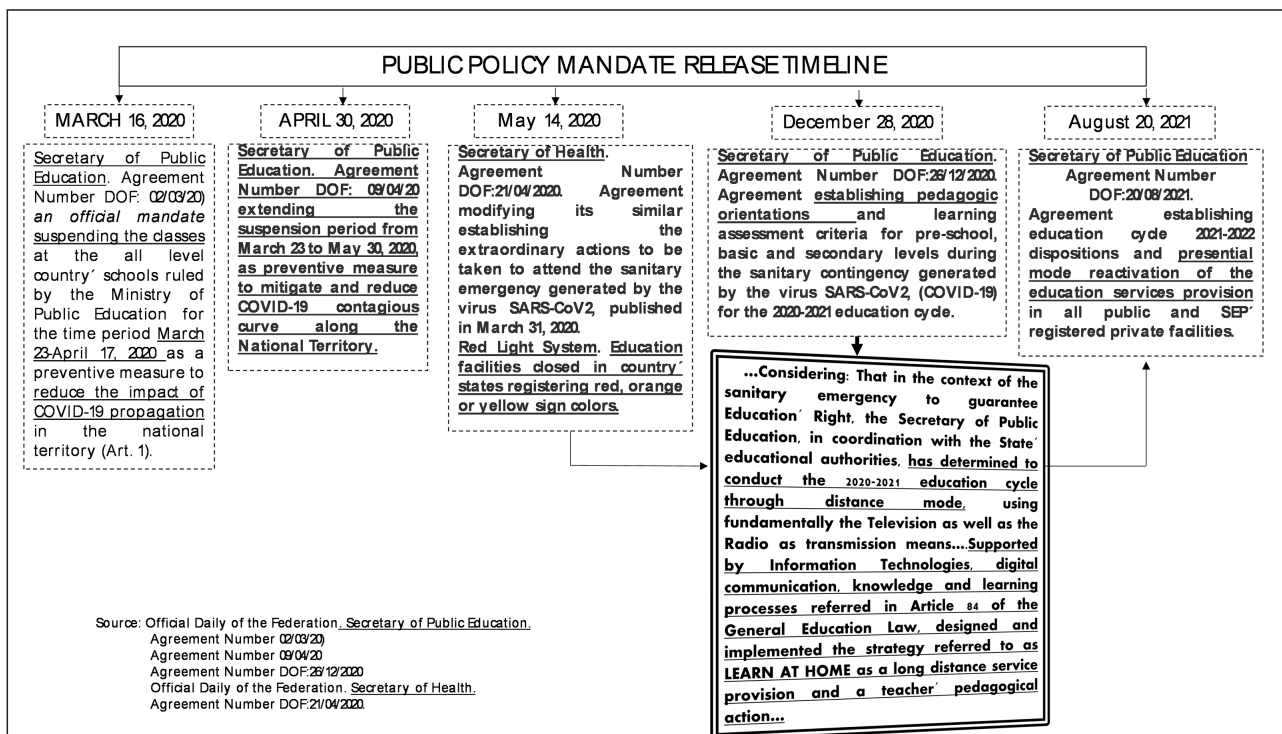 PUBLIC POLICY MANDATE RELEASE TIMELINE
MARCH 16, 2020
Secretary of Public
Education. Agreement
Number DOF: 02/03/20)
an official mandate
suspending the classes
at the all level
country´ schools ruled
by the Ministry of
Public Education for
the time period March
23-April 17, 2020 as a
preventive measure to
reduce the impact of
COVID-19 propagation
in the national
territory (Art. 1).
APRIL 30, 2020
Secretary of Public
Education. Agreement
Number DOF: 09/04/20
extending the
suspension period from
March 23 to May 30, 2020,
as preventive measure
to mitigate and reduce
COVID-19 contagious
curve along the
National Territory.
May 14, 2020
Secretary of Health.
Agreement Number
DOF:21/04/2020. Agreement
modifying its similar
establishing the
extraordinary actions to be
taken to attend the sanitary
emergency generated by the
virus SARS-CoV2, published
in March 31, 2020.
Red Light System. Education
facilities closed in country´
states registering red, orange
or yellow sign colors.
December 28, 2020
Secretary of Public Education.
Agreement Number DOF:26/12/2020.
Agreement establishing pedagogic
orientations and learning
assessment criteria for pre-school,
basic and secondary levels during
the sanitary contingency generated
by the virus SARS-CoV2, (COVID-19)
for the 2020-2021 education cycle.
...Considering: That in the context of the
sanitary emergency to guarantee
Education´ Right, the Secretary of Public
Education, in coordination with the State´
educational authorities, has determined to
conduct the 2020-2021 education cycle
through distance mode, using
fundamentally the Television as well as the
Radio as transmission means....Supported
by Information Technologies, digital
communication, knowledge and learning
processes referred in Article 84 of the
General Education Law, designed and
implemented the strategy referred to as
LEARN AT HOME as a long distance service
provision and a teacher´ pedagogical
action...
August 20, 2021
Secretary of Public Education
Agreement Number
DOF:20/08/2021.
Agreement establishing
education cycle 2021-2022
dispositions and presential
mode reactivation of the
education services provision
in all public and SEP´
registered private facilities.
Source: Official Daily of the Federation. Secretary of Public Education.
Agreement Number 02/03/20)
Agreement Number 09/04/20
Agreement Number DOF:26/12/2020
Official Daily of the Federation. Secretary of Health.
Agreement Number DOF:21/04/2020.